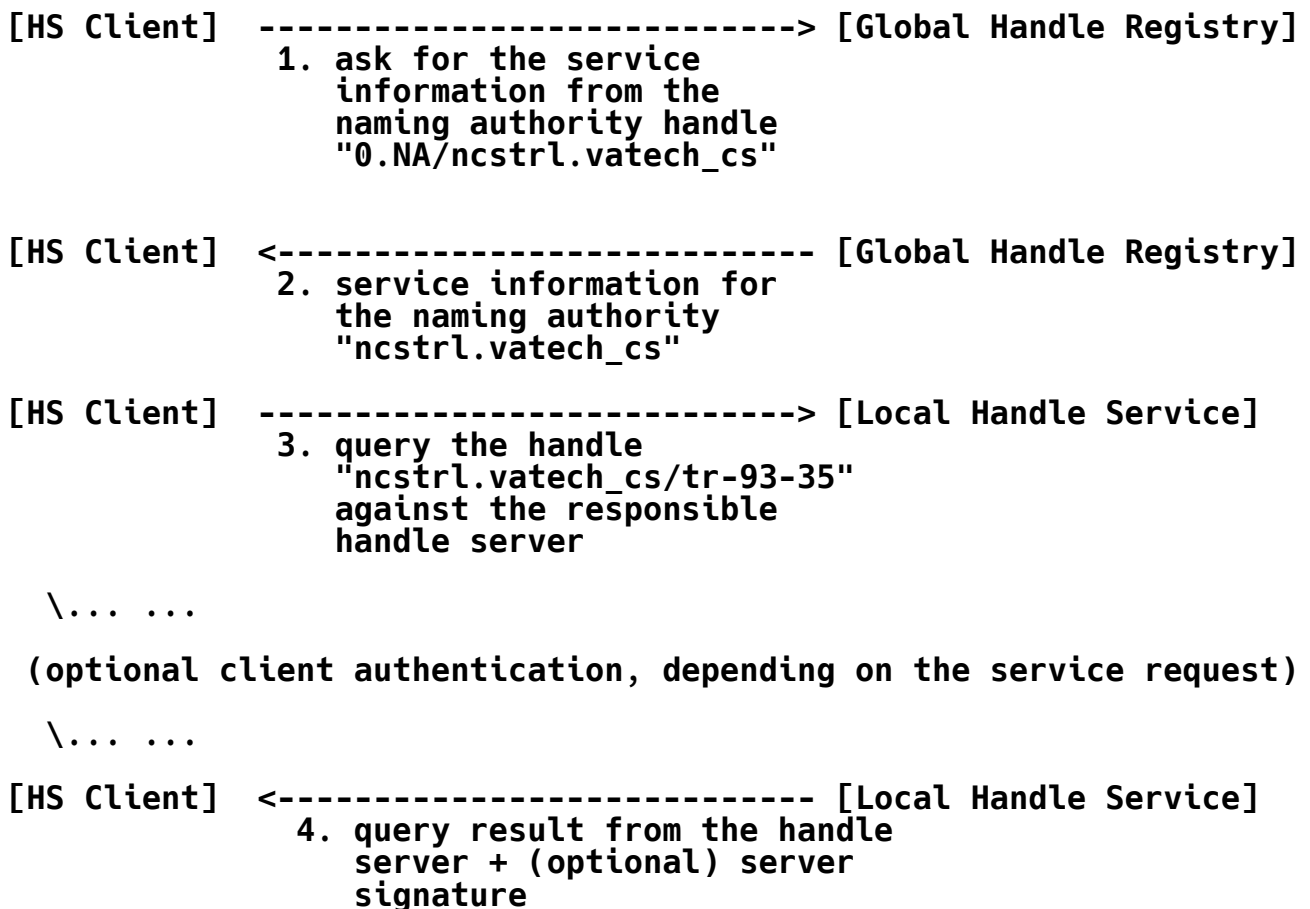 [HS Client]  ----------------------------> [Global Handle Registry]
1. ask for the service
information from the
naming authority handle
"0.NA/ncstrl.vatech_cs"
[HS Client]  <---------------------------- [Global Handle Registry]
2. service information for
the naming authority
"ncstrl.vatech_cs"
[HS Client]  ----------------------------> [Local Handle Service]
3. query the handle
"ncstrl.vatech_cs/tr-93-35"
against the responsible
handle server
\... ...
(optional client authentication, depending on the service request)
\... ...
[HS Client]  <---------------------------- [Local Handle Service]
4. query result from the handle
server + (optional) server
signature